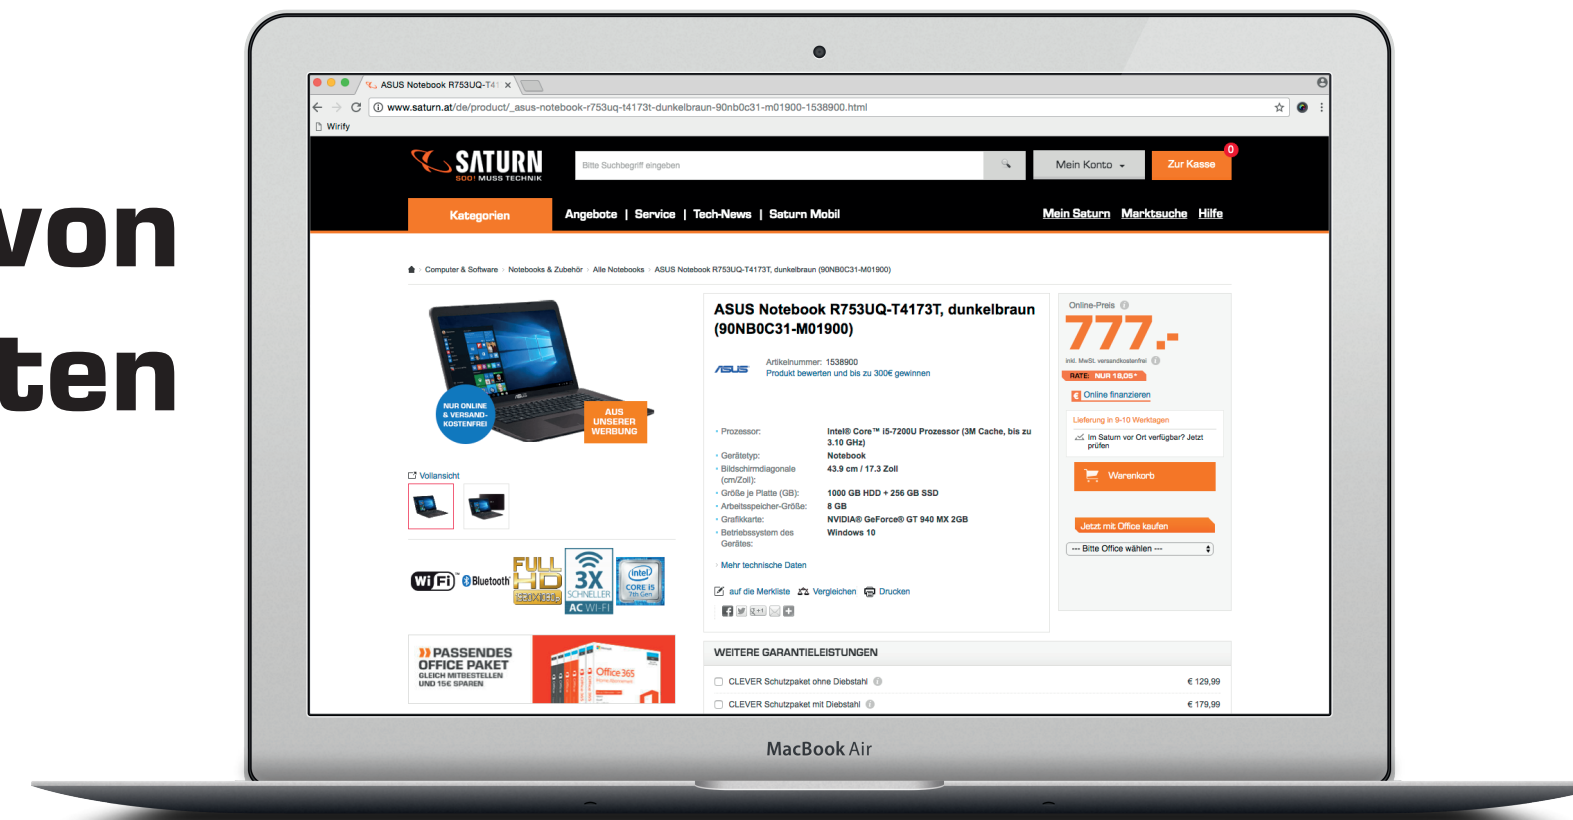 von
ten
ASUS Notebook R753UQ-T41
www.saturn.at/de/product/_asus-notebook-r753uq-t4173t-dunkelbraun-90nb0c31-m01900-1538900.html
Wirify
SATURN
SOO! MUSS TECHNIK
Bitte Suchbegriff eingeben
Mein Konto
Zur Kasse
0
Kategorien
Angebote | Service | Tech-News | Saturn Mobil
Mein Saturn Marktsuche Hilfe
Computer & Software › Notebooks & Zubehör › Alle Notebooks › ASUS Notebook R753UQ-T4173T, dunkelbraun (90NB0C31-M01900)
NUR ONLINE
& VERSAND-
KOSTENFREI
AUS
UNSERER
WERBUNG
Vollansicht
Wi Fi
Bluetooth
FULL
HD
1920X1080p
3X
SCHNELLER
AC WI-FI
intel
CORE i5
7th Gen
PASSENDES
OFFICE PAKET
GLEICH MITBESTELLEN
UND 15€ SPAREN
Office 365
ASUS Notebook R753UQ-T4173T, dunkelbraun
(90NB0C31-M01900)
ASUS
Artikelnummer: 1538900
Produkt bewerten und bis zu 300€ gewinnen
Prozessor: Intel® Core™ i5-7200U Prozessor (3M Cache, bis zu
3.10 GHz)
Gerätetyp: Notebook
Bildschirmdiagonale 43.9 cm / 17.3 Zoll
(cm/Zoll):
Größe je Platte (GB): 1000 GB HDD + 256 GB SSD
Arbeitsspeicher-Größe: 8 GB
Grafikkarte: NVIDIA® GeForce® GT 940 MX 2GB
Betriebssystem des Windows 10
Gerätes:
Mehr technische Daten
auf die Merkliste Vergleichen Drucken
WEITERE GARANTIELEISTUNGEN
CLEVER Schutzpaket ohne Diebstahl € 129,99
CLEVER Schutzpaket mit Diebstahl € 179,99
Online-Preis
777.-
inkl. MwSt. versandkostenfrei
RATE: NUR 18,05*
Online finanzieren
Lieferung in 9-10 Werktagen
Im Saturn vor Ort verfügbar? Jetzt
prüfen
Warenkorb
Jetzt mit Office kaufen
--- Bitte Office wählen ---
MacBook Air